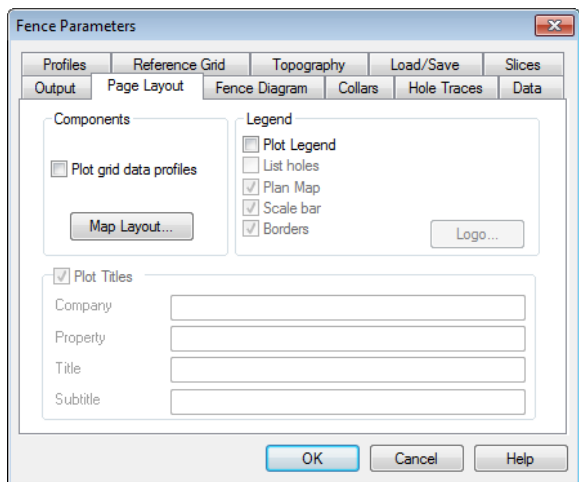 Fence Parameters
Profiles Reference Grid Topography Load/Save Slices
Output Page Layout Fence Diagram Collars Hole Traces Data
Components
Plot grid data profiles
Map Layout...
Legend
Plot Legend
List holes
Plan Map
Scale bar
Borders
Logo...
Plot Titles
Company
Property
Title
Subtitle
OK Cancel Help